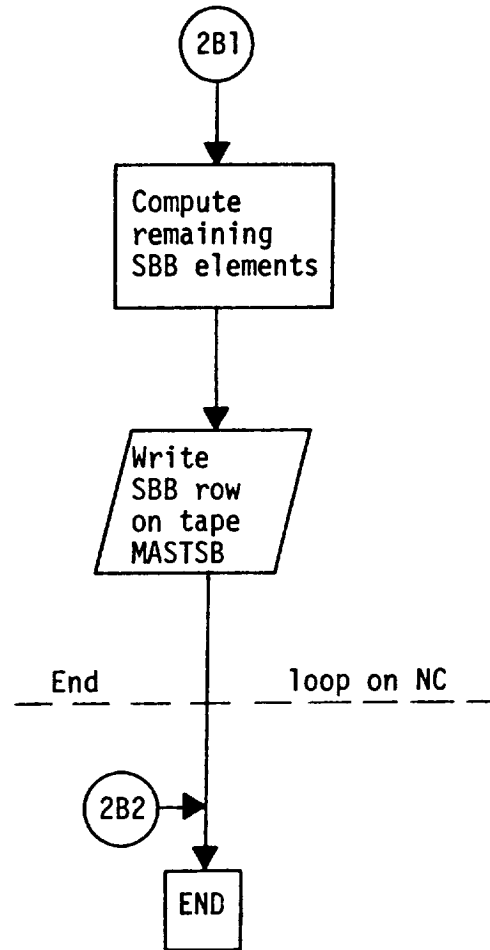 2B1
Compute
remaining
SBB elements
Write
SBB row
on tape
MASTSB
End loop on NC
2B2
END